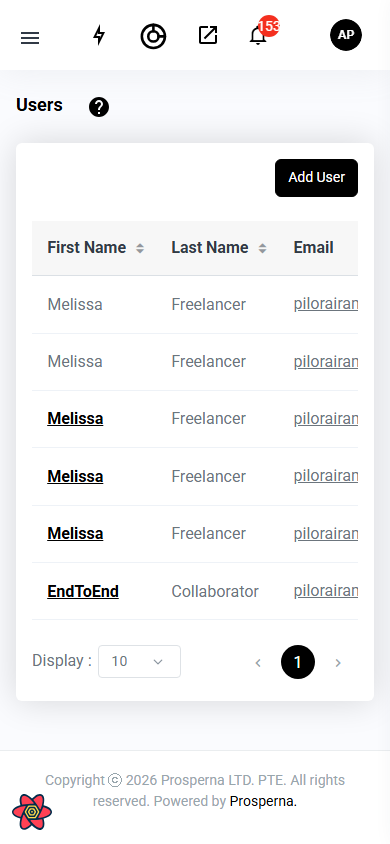 153
AP
Users ?
Add User
First Name Last Name Email
Melissa Freelancer pilorairan
Melissa Freelancer pilorairan
Melissa Freelancer pilorairan
Melissa Freelancer pilorairan
Melissa Freelancer pilorairan
EndToEnd Collaborator pilorairan
Display : 10 ‹ 1 ›
Copyright ⓒ 2026 Prosperna LTD. PTE. All rights
reserved. Powered by Prosperna.